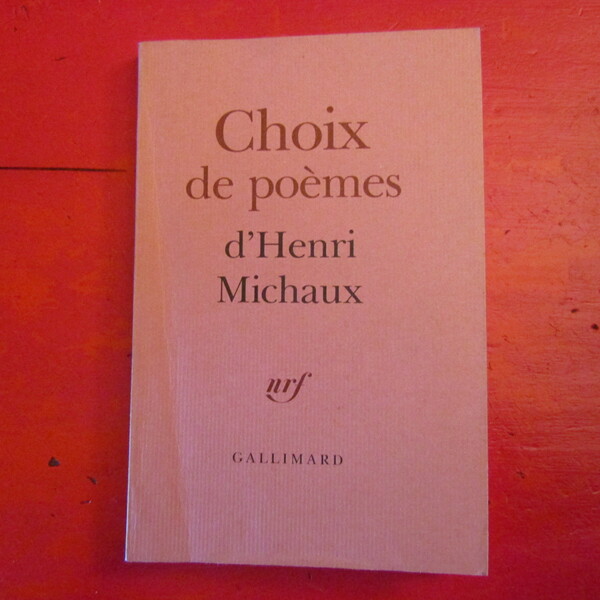 Choix
de poèmes
d'Henri
Michaux
nrf
GALLIMARD